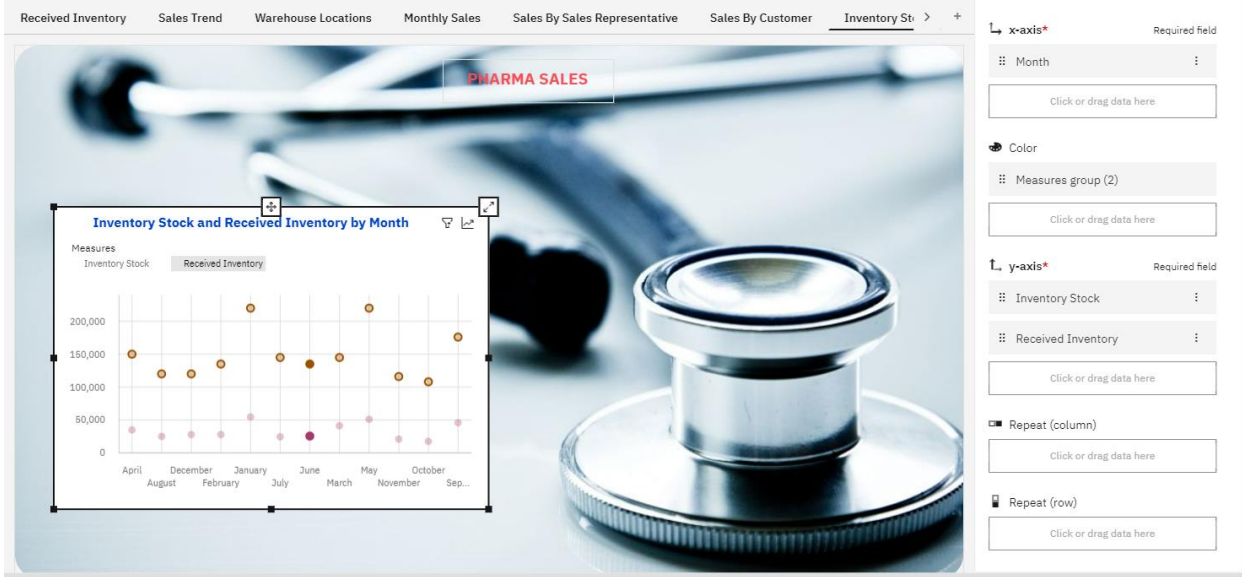 Received Inventory Sales Trend Warehouse Locations Monthly Sales Sales By Sales Representative Sales By Customer Inventory St
PHARMA SALES
Inventory Stock and Received Inventory by Month
Measures
Inventory Stock Received Inventory
200,000
150,000
100,000
50,000
0
April December January June May October
August February July March November Sep...
x-axis* Required field
Month
Click or drag data here
Color
Measures group (2)
Click or drag data here
y-axis* Required field
Inventory Stock
Received Inventory
Click or drag data here
Repeat (column)
Click or drag data here
Repeat (row)
Click or drag data here